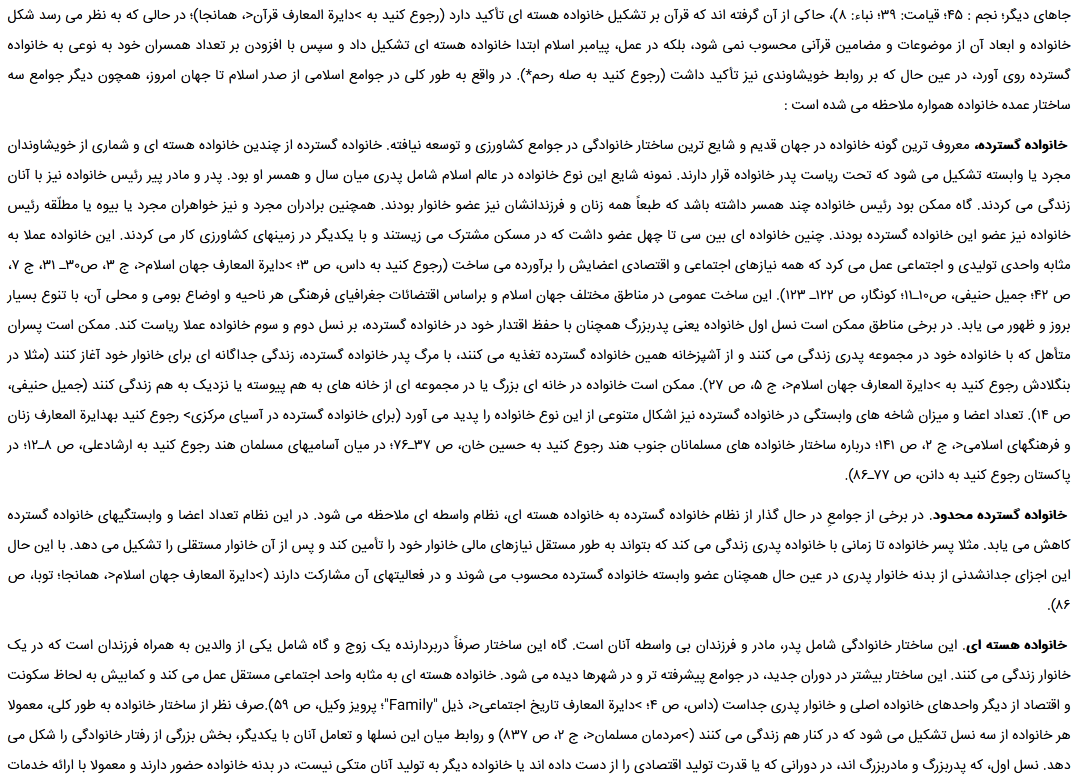 جاهای دیگر؛ نجم : ۴۵؛ قیامت: ۳۹؛ نباء: ۸)، حاکی از آن گرفته اند که قرآن بر تشکیل خانواده هسته ای تأکید دارد (رجوع کنید به >دایرة المعارف قرآن<، همانجا)؛ در حالی که به نظر می رسد شکل
خانواده و ابعاد آن از موضوعات و مضامین قرآنی محسوب نمی شود، بلکه در عمل، پیامبر اسلام ابتدا خانواده هسته ای تشکیل داد و سپس با افزودن بر تعداد همسران خود به نوعی به خانواده
گسترده روی آورد، در عین حال که بر روابط خویشاوندی نیز تأکید داشت (رجوع کنید به صله رحم*). در واقع به طور کلی در جوامع اسلامی از صدر اسلام تا جهان امروز، همچون دیگر جوامع سه
ساختار عمده خانواده همواره ملاحظه می شده است :
خانواده گسترده، معروف ترین گونه خانواده در جهان قدیم و شایع ترین ساختار خانوادگی در جوامع کشاورزی و توسعه نیافته. خانواده گسترده از چندین خانواده هسته ای و شماری از خویشاوندان
مجرد یا وابسته تشکیل می شود که تحت ریاست پدر خانواده قرار دارند. نمونه شایع این نوع خانواده در عالم اسلام شامل پدری میان سال و همسر او بود. پدر و مادر پیر رئیس خانواده نیز با آنان
زندگی می کردند. گاه ممکن بود رئیس خانواده چند همسر داشته باشد که طبعاً همه زنان و فرزندانشان نیز عضو خانوار بودند. همچنین برادران مجرد و نیز خواهران مجرد یا بیوه یا مطلّقه رئیس
خانواده نیز عضو این خانواده گسترده بودند. چنین خانواده ای بین سی تا چهل عضو داشت که در مسکن مشترک می زیستند و با یکدیگر در زمینهای کشاورزی کار می کردند. این خانواده عملا به
مثابه واحدی تولیدی و اجتماعی عمل می کرد که همه نیازهای اجتماعی و اقتصادی اعضایش را برآورده می ساخت (رجوع کنید به داس، ص ۳؛ >دایرة المعارف جهان اسلام<، ج ۳، ص۳۰ـ ۳۱، ج ۷،
ص ۴۲؛ جمیل حنیفی، ص۱۰ـ۱۱؛ کونگار، ص ۱۲۲ـ ۱۲۳). این ساخت عمومی در مناطق مختلف جهان اسلام و براساس اقتضائات جغرافیای فرهنگی هر ناحیه و اوضاع بومی و محلی آن، با تنوع بسیار
بروز و ظهور می یابد. در برخی مناطق ممکن است نسل اول خانواده یعنی پدربزرگ همچنان با حفظ اقتدار خود در خانواده گسترده، بر نسل دوم و سوم خانواده عملا ریاست کند. ممکن است پسران
متأهل که با خانواده خود در مجموعه پدری زندگی می کنند و از آشپزخانه همین خانواده گسترده تغذیه می کنند، با مرگ پدر خانواده گسترده، زندگی جداگانه ای برای خانوار خود آغاز کنند (مثلا در
بنگلادش رجوع کنید به >دایرة المعارف جهان اسلام<، ج ۵، ص ۲۷). ممکن است خانواده در خانه ای بزرگ یا در مجموعه ای از خانه های به هم پیوسته یا نزدیک به هم زندگی کنند (جمیل حنیفی،
ص ۱۴). تعداد اعضا و میزان شاخه های وابستگی در خانواده گسترده نیز اشکال متنوعی از این نوع خانواده را پدید می آورد (برای خانواده گسترده در آسیای مرکزی> رجوع کنید بهدایرة المعارف زنان
و فرهنگهای اسلامی<، ج ۲، ص ۱۴۱؛ درباره ساختار خانواده های مسلمانان جنوب هند رجوع کنید به حسین خان، ص ۳۷ـ۷۶؛ در میان آسامیهای مسلمان هند رجوع کنید به ارشادعلی، ص ۸ـ۱۲؛ در
پاکستان رجوع کنید به دانن، ص ۷۷ـ۸۶).
خانواده گسترده محدود. در برخی از جوامعِ در حال گذار از نظام خانواده گسترده به خانواده هسته ای، نظام واسطه ای ملاحظه می شود. در این نظام تعداد اعضا و وابستگیهای خانواده گسترده
کاهش می یابد. مثلا پسر خانواده تا زمانی با خانواده پدری زندگی می کند که بتواند به طور مستقل نیازهای مالی خانوار خود را تأمین کند و پس از آن خانوار مستقلی را تشکیل می دهد. با این حال
این اجزای جداشدنی از بدنه خانوار پدری در عین حال همچنان عضو وابسته خانواده گسترده محسوب می شوند و در فعالیتهای آن مشارکت دارند (>دایرة المعارف جهان اسلام<، همانجا؛ توبا، ص
۸۶).
خانواده هسته ای. این ساختار خانوادگی شامل پدر، مادر و فرزندان بی واسطه آنان است. گاه این ساختار صرفاً دربردارنده یک زوج و گاه شامل یکی از والدین به همراه فرزندان است که در یک
خانوار زندگی می کنند. این ساختار بیشتر در دوران جدید، در جوامع پیشرفته تر و در شهرها دیده می شود. خانواده هسته ای به مثابه واحد اجتماعی مستقل عمل می کند و کمابیش به لحاظ سکونت
و اقتصاد از دیگر واحدهای خانواده اصلی و خانوار پدری جداست (داس، ص ۴؛ >دایرة المعارف تاریخ اجتماعی<، ذیل "Family"؛ پرویز وکیل، ص ۵۹).صرف نظر از ساختار خانواده به طور کلی، معمولا
هر خانواده از سه نسل تشکیل می شود که در کنار هم زندگی می کنند (>مردمان مسلمان<، ج ۲، ص ۸۳۷) و روابط میان این نسلها و تعامل آنان با یکدیگر، بخش بزرگی از رفتار خانوادگی را شکل می
دهد. نسل اول، که پدربزرگ و مادربزرگ اند، در دورانی که یا قدرت تولید اقتصادی را از دست داده اند یا خانواده دیگر به تولید آنان متکی نیست، در بدنه خانواده حضور دارند و معمولا با ارائه خدمات